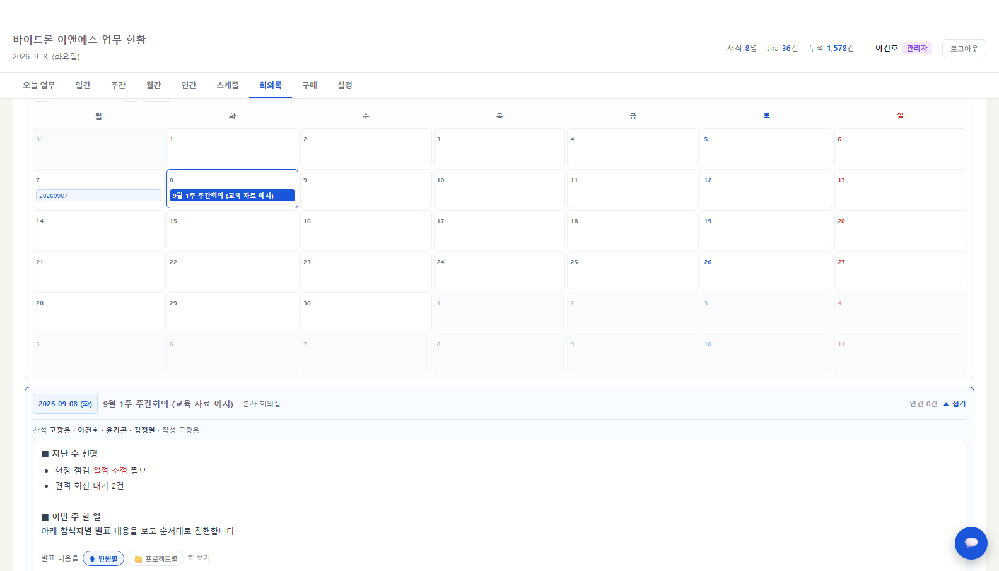 바이트론 이앤에스 업무 현황
2026. 9. 8. (화요일)
재직 8명 Jira 36건 누적 1,578건 이건호 관리자 로그아웃
오늘 업무 일간 주간 월간 연간 스케줄 회의록 구매 설정
월 화 수 목 금 토 일
31 1 2 3 4 5 6
7 8 9 10 11 12 13
20260907 9월 1주 주간회의 (교육 자료 예시)
14 15 16 17 18 19 20
21 22 23 24 25 26 27
28 29 30 1 2 3 4
5 6 7 8 9 10 11
2026-09-08 (화) 9월 1주 주간회의 (교육 자료 예시) · 본사 회의실 안건 0건 ▲ 접기
참석 고광용 · 이건호 · 윤기곤 · 김정열 · 작성 고광용
■ 지난 주 진행
• 현장 점검 일정 조정 필요
• 견적 회신 대기 2건
■ 이번 주 할 일
아래 참석자별 발표 내용을 보고 순서대로 진행합니다.
발표 내용을 인원별 프로젝트별 로 보기